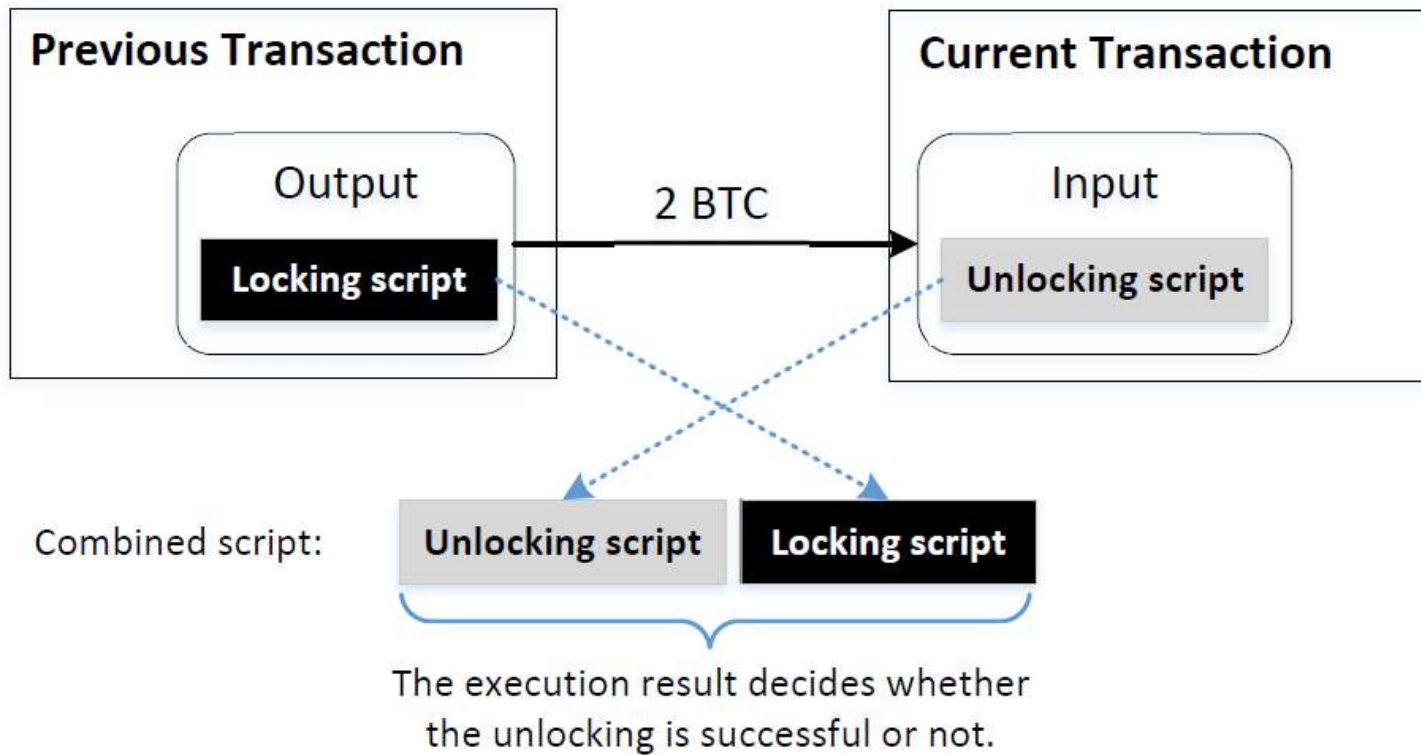 Previous Transaction
Current Transaction
Output
2 BTC
Input
Locking script
Unlocking script
Combined script:
Unlocking script
Locking script
The execution result decides whether
the unlocking is successful or not.